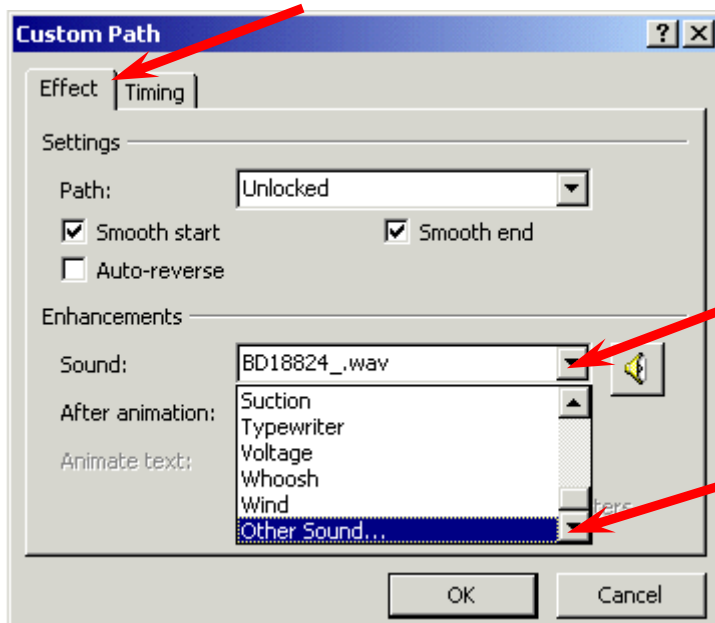 Custom Path
Effect Timing
Settings
Path: Unlocked
Smooth start Smooth end
Auto-reverse
Enhancements
Sound: BD18824_.wav
After animation: Suction
Typewriter
Animate text: Voltage
Whoosh
Wind
Other Sound...
OK Cancel